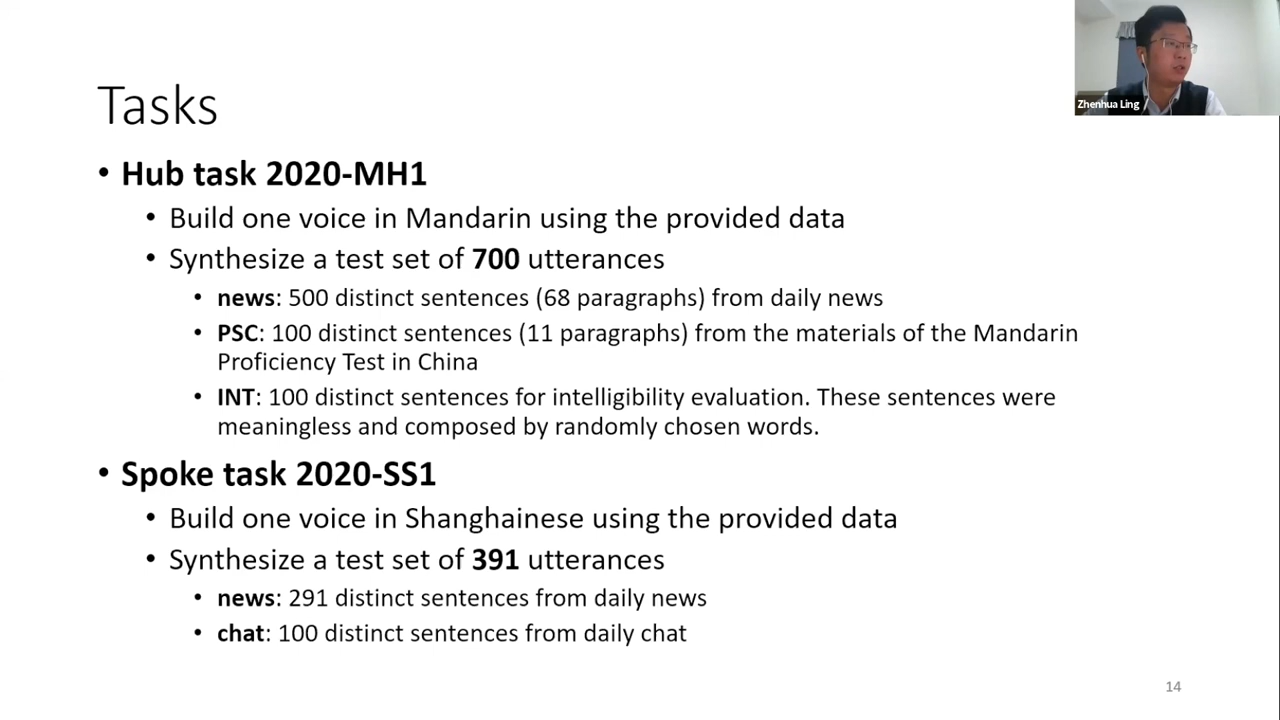 Zhenhua Ling
Tasks
• Hub task 2020-MH1
• Build one voice in Mandarin using the provided data
• Synthesize a test set of 700 utterances
• news: 500 distinct sentences (68 paragraphs) from daily news
• PSC: 100 distinct sentences (11 paragraphs) from the materials of the Mandarin
Proficiency Test in China
• INT: 100 distinct sentences for intelligibility evaluation. These sentences were
meaningless and composed by randomly chosen words.
• Spoke task 2020-SS1
• Build one voice in Shanghainese using the provided data
• Synthesize a test set of 391 utterances
• news: 291 distinct sentences from daily news
• chat: 100 distinct sentences from daily chat
14